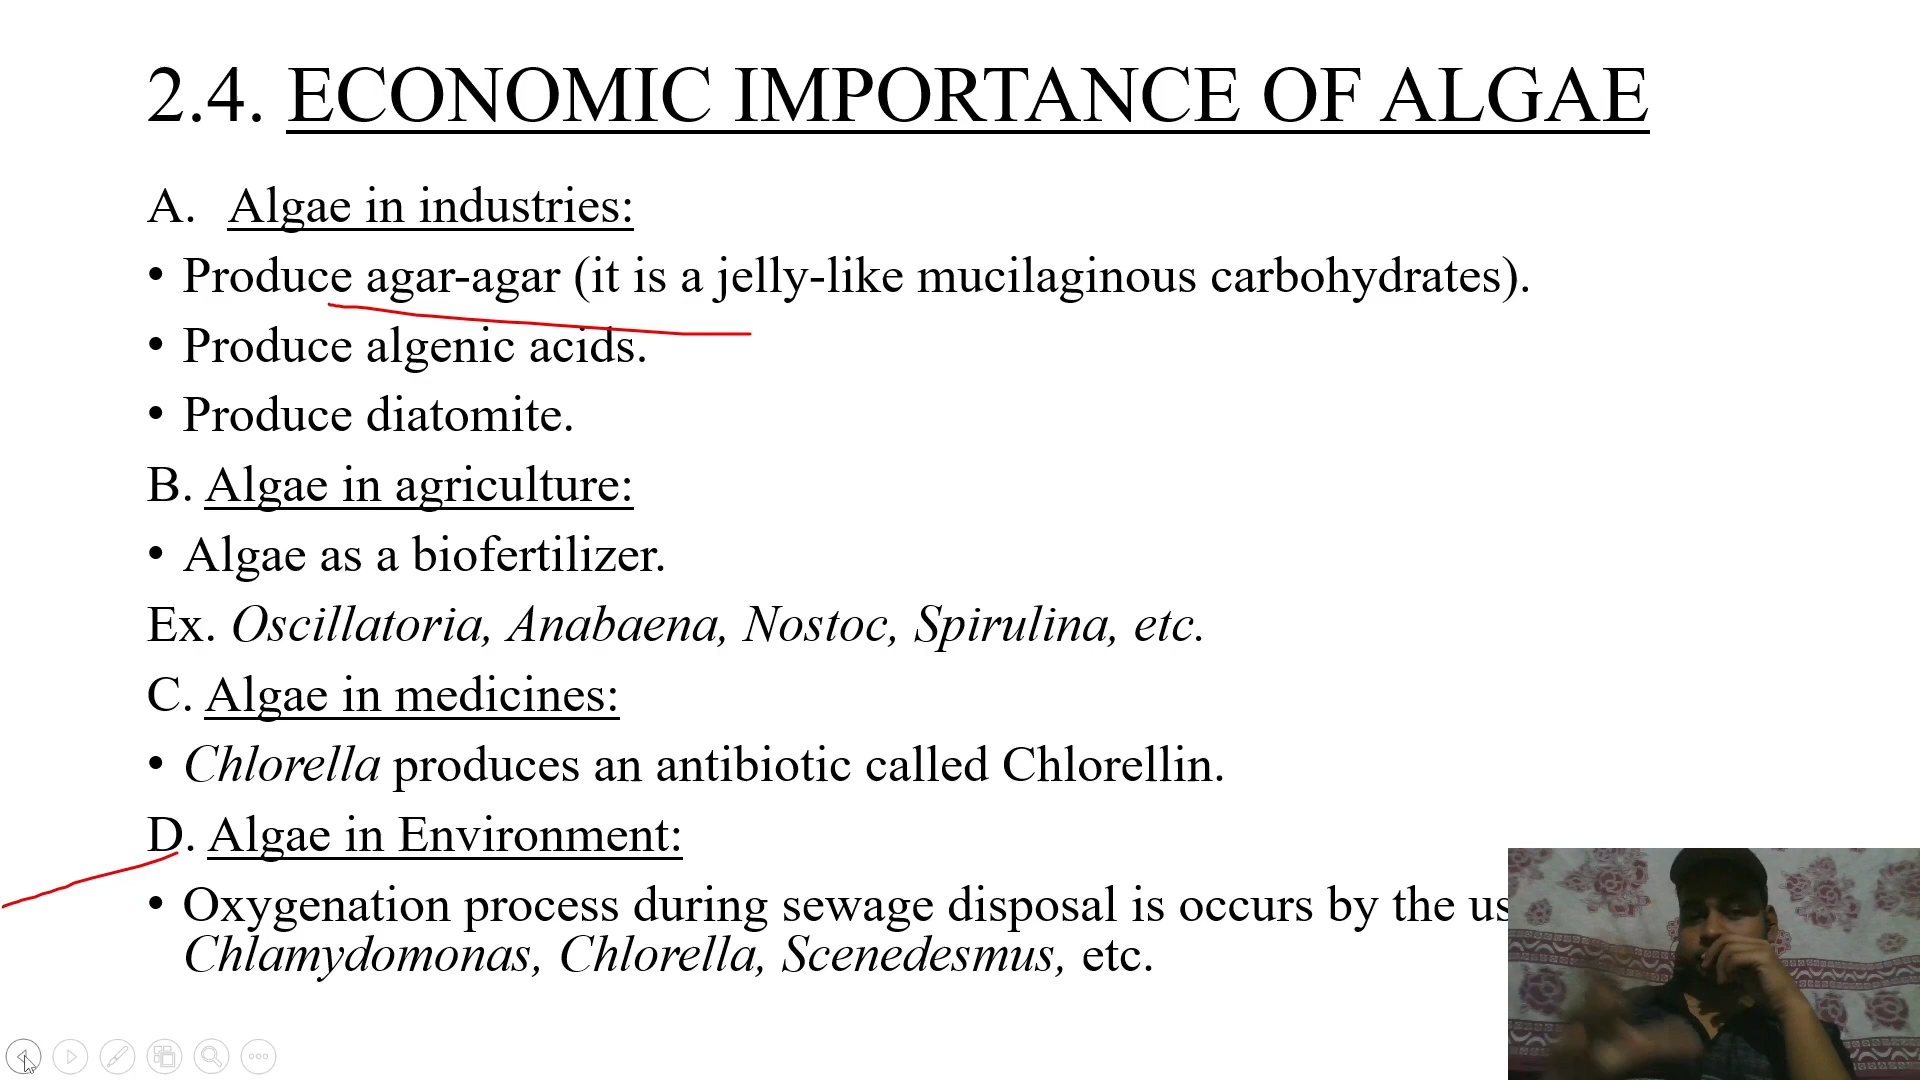 2.4. ECONOMIC IMPORTANCE OF ALGAE
A. Algae in industries:
• Produce agar-agar (it is a jelly-like mucilaginous carbohydrates).
• Produce algenic acids.
• Produce diatomite.
B. Algae in agriculture:
• Algae as a biofertilizer.
Ex. Oscillatoria, Anabaena, Nostoc, Spirulina, etc.
C. Algae in medicines:
• Chlorella produces an antibiotic called Chlorellin.
D. Algae in Environment:
• Oxygenation process during sewage disposal is occurs by the
Chlamydomonas, Chlorella, Scenedesmus, etc.